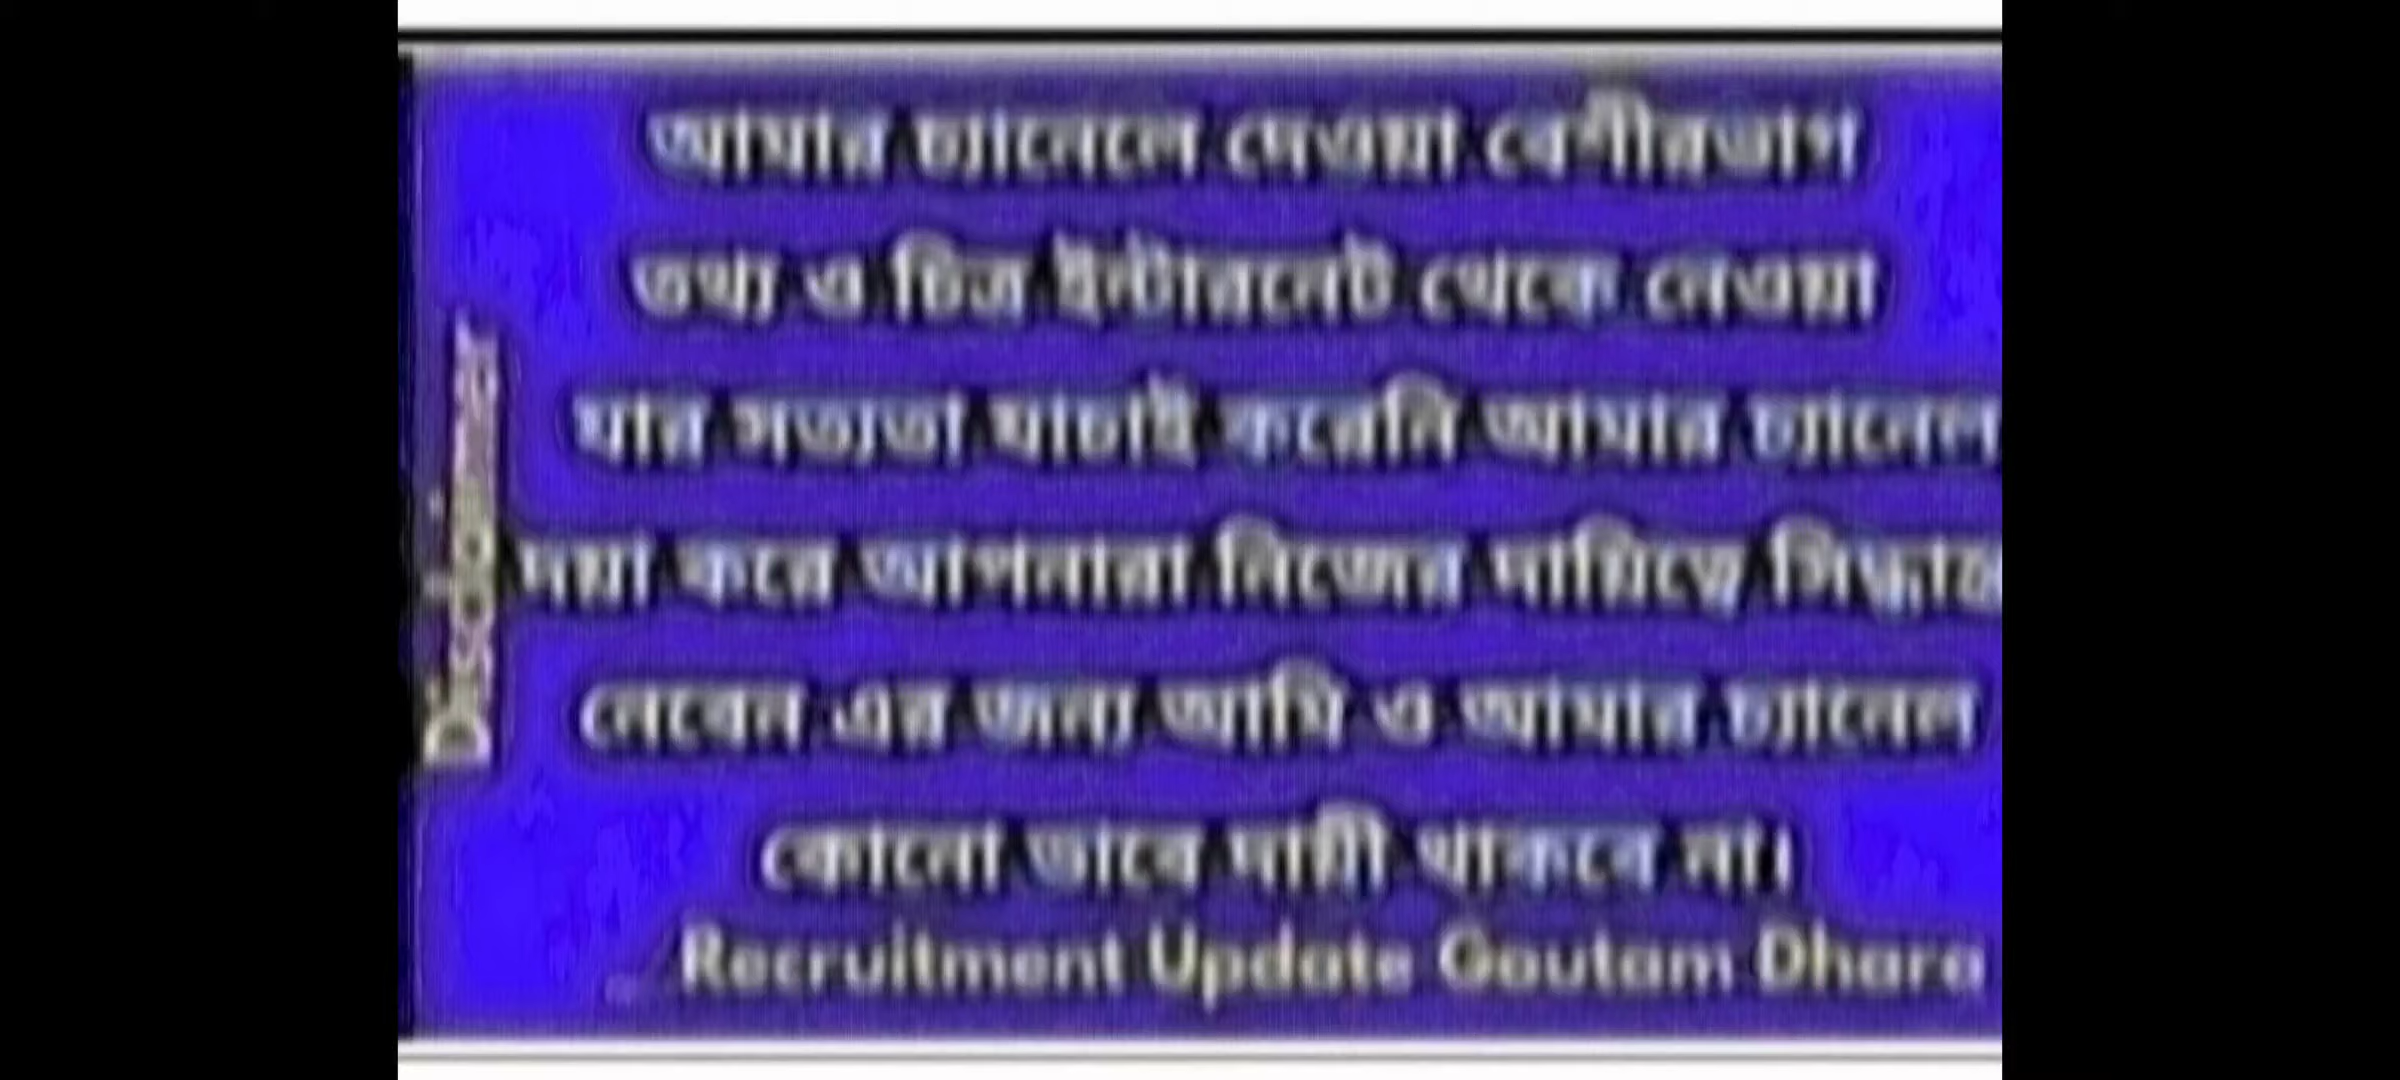 Disclaimer
আমার চ্যানেলে দেওয়া বেশীরভাগ
তথ্য ও চিত্র ইন্টারনেট থেকে নেওয়া
যার সত্যতা যাচাই করেনি আমার চ্যানেল
দয়া করে আপনারা নিজের দায়িত্বে সিদ্ধান্ত
নেবেন এর জন্য আমি ও আমার চ্যানেল
কোনো ভাবে দায়ী থাকবে না।
Recruitment Update Goutam Dhara